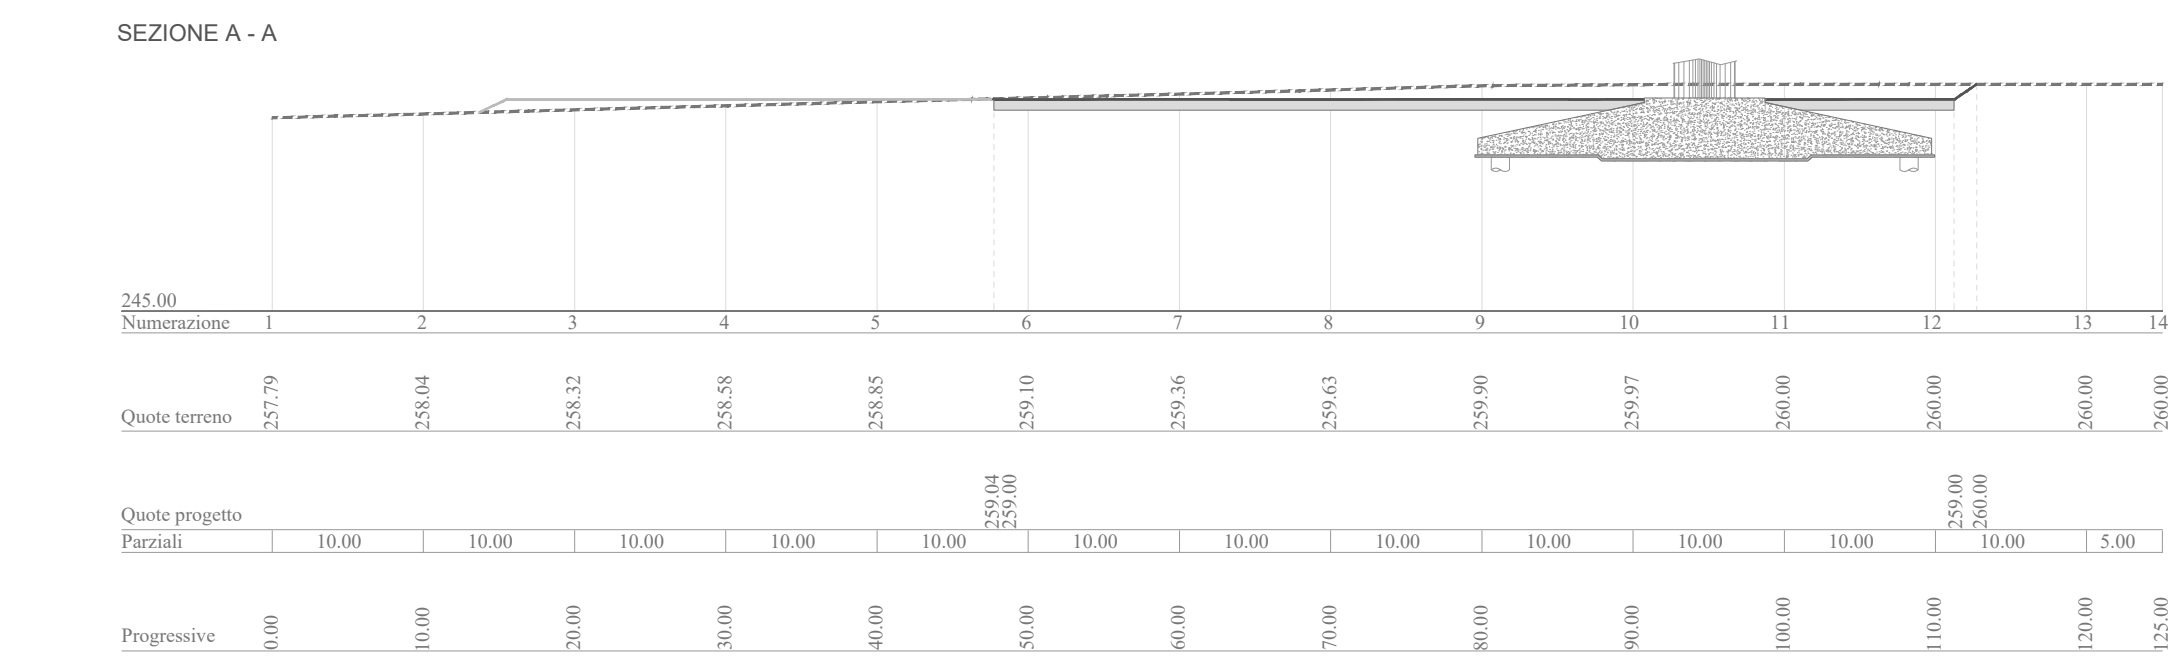 SEZIONE A - A
245.00
Numerazione 1 2 3 4 5 6 7 8 9 10 11 12 13 14
Quote terreno 257.79 258.04 258.32 258.58 258.85 259.10 259.36 259.63 259.90 259.97 260.00 260.00 260.00 260.00
Quote progetto 259.04 259.00 259.00 260.00
Parziali 10.00 10.00 10.00 10.00 10.00 10.00 10.00 10.00 10.00 10.00 10.00 10.00 5.00
Progressive 0.00 10.00 20.00 30.00 40.00 50.00 60.00 70.00 80.00 90.00 100.00 110.00 120.00 125.00